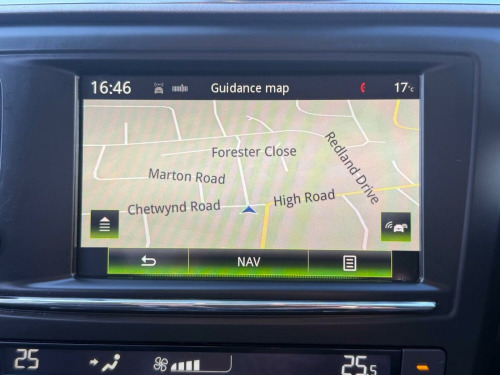 16:46 Guidance map 17°c
Forester Close
Redland Drive
Marton Road
High Road
Chetwynd Road
NAV
25 25.5